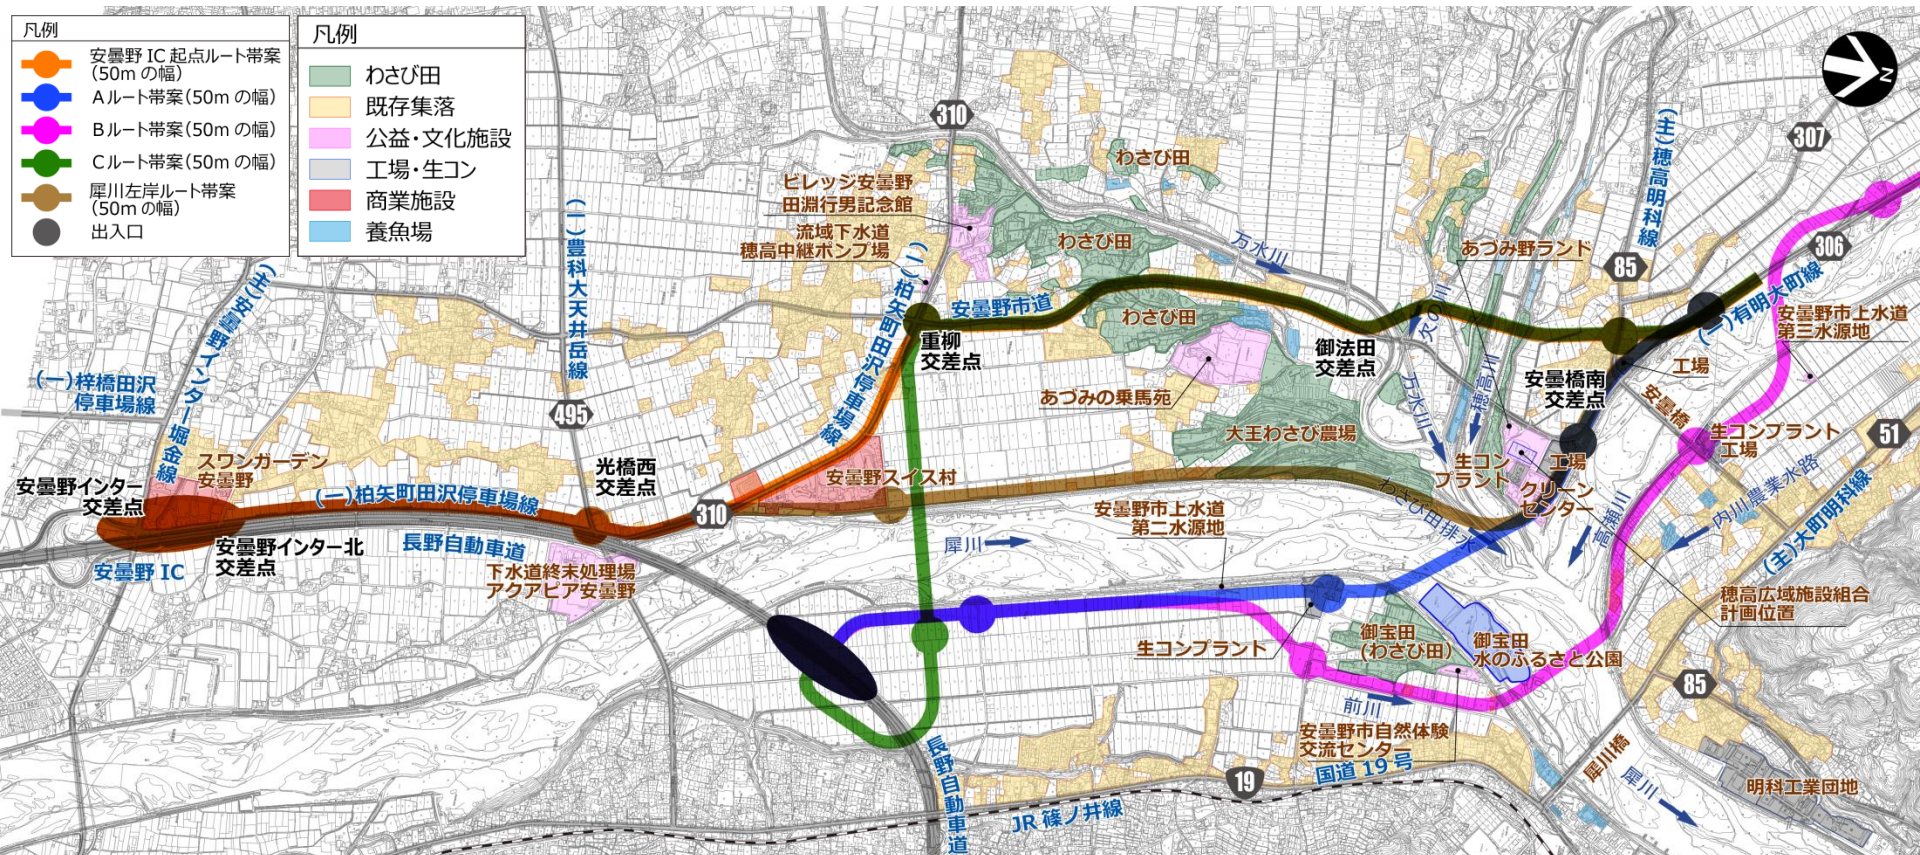 凡例
安曇野 IC 起点ルート帯案
(50m の幅)
Aルート帯案(50m の幅)
Bルート帯案(50m の幅)
Cルート帯案(50m の幅)
犀川左岸ルート帯案
(50m の幅)
出入口
凡例
わさび田
既存集落
公益・文化施設
工場・生コン
商業施設
養魚場
N
310
307
(主)穂高明科線
わさび田
ビレッジ安曇野
田淵行男記念館
流域下水道
穂高中継ポンプ場
わさび田
万水川
あづみ野ランド
85
306
(一)有明大町線
(主)安曇野インター堀金線
(一)豊科大天井岳線
(一)柏矢町田沢停車場線
安曇野市道
わさび田
欠の川
安曇野市上水道
第三水源地
重柳
交差点
御法田
交差点
穂高川
安曇橋南
交差点
工場
(一)梓橋田沢
停車場線
495
あづみの乗馬苑
万水川
安曇橋
生コンプラント
工場
51
大王わさび農場
スワンガーデン
安曇野
光橋西
交差点
安曇野スイス村
生コン
プラント
工場
クリーン
センター
安曇野インター
交差点
(一)柏矢町田沢停車場線
310
安曇野市上水道
第二水源地
わさび田排水
高瀬川
内川農業水路
(主)大町明科線
安曇野インター北
交差点
長野自動車道
犀川
安曇野 IC
下水道終末処理場
アクアピア安曇野
穂高広域施設組合
計画位置
生コンプラント
御宝田
(わさび田)
御宝田
水のふるさと公園
85
前川
安曇野市自然体験
交流センター
犀川橋
長野自動車道
国道 19 号
19
犀川
明科工業団地
JR 篠ノ井線